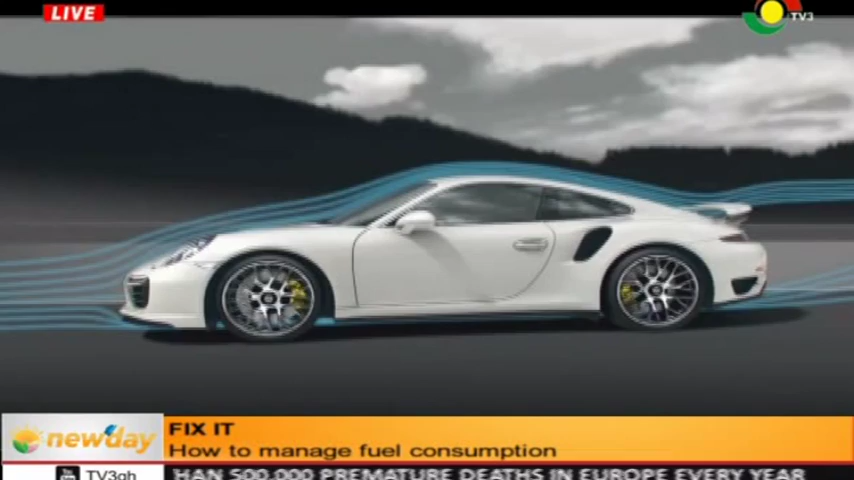 LIVE
TV3
newday
FIX IT
How to manage fuel consumption
TV3gh
HAN 500,000 PREMATURE DEATHS IN EUROPE EVERY YEAR